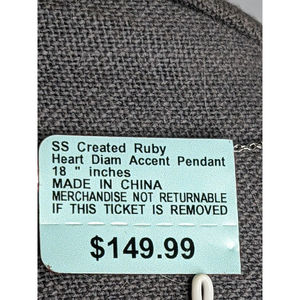 SS Created Ruby
Heart Diam Accent Pendant
18 " inches
MADE IN CHINA
MERCHANDISE NOT RETURNABLE
IF THIS TICKET IS REMOVED
$149.99